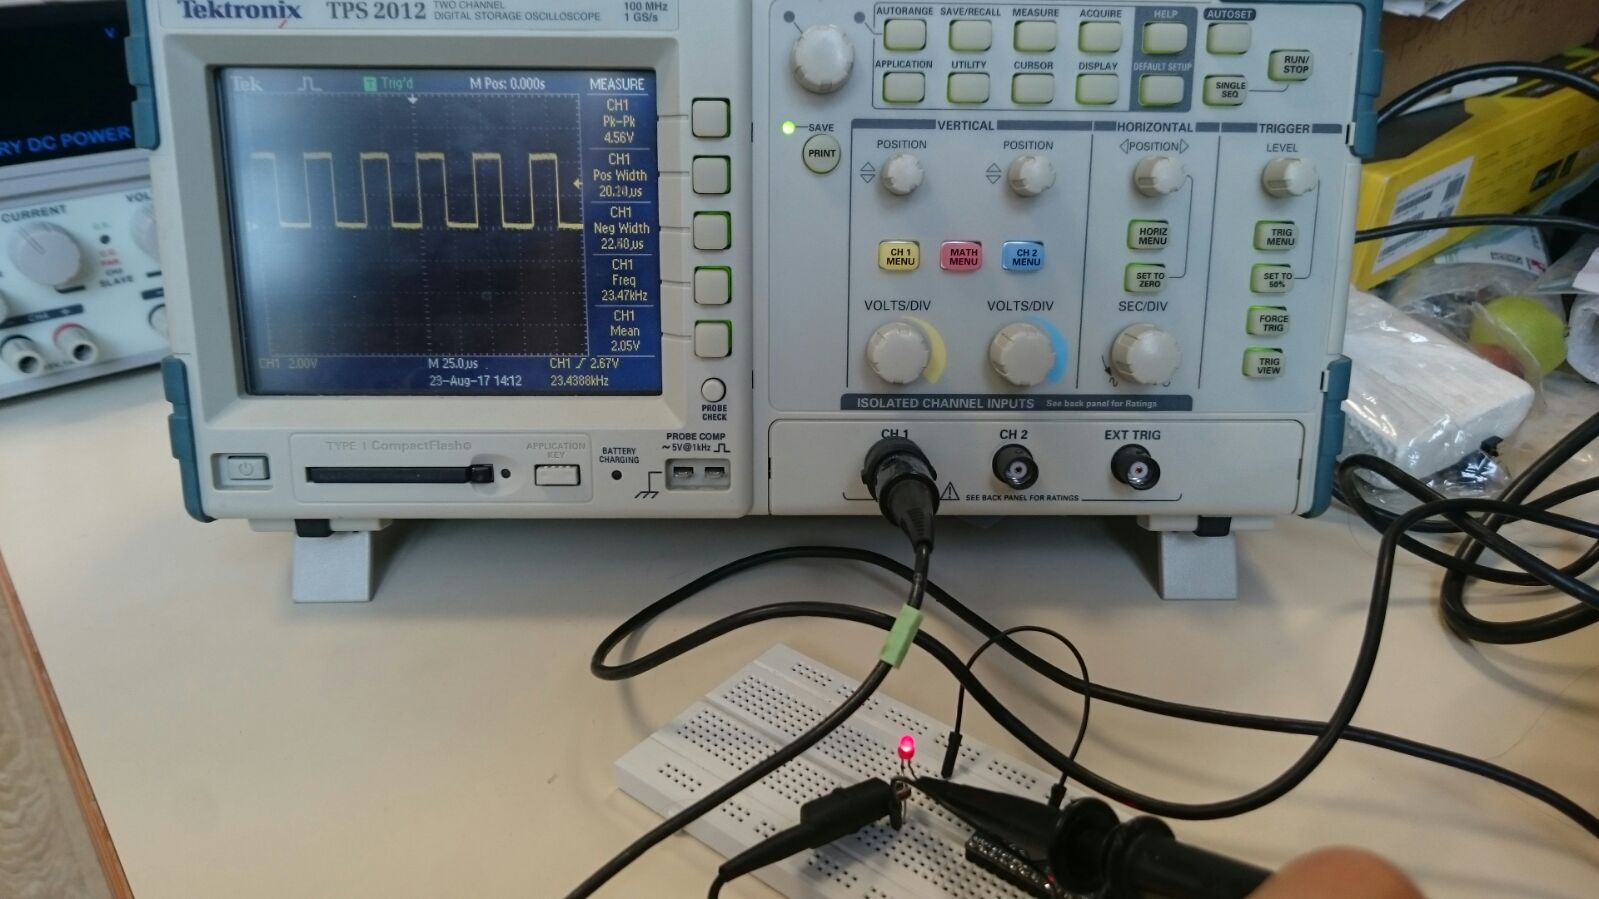 Tektronix TPS 2012 TWO CHANNEL DIGITAL STORAGE OSCILLOSCOPE 100 MHz 1 GS/s
V
RY DC POWER
CURRENT
VOL
C.C.
SLAVE
Tek
T Trig'd
M Pos: 0.000s
MEASURE
CH1
Pk-Pk
4.56V
CH1
Pos Width
CH1
Neg Width
CH1
Freq
23.47kHz
CH1
Mean
2.05V
CH1 2.00V
M 25.0µs
CH1 / 2.67V
23-Aug-17 14:12
23.4388kHz
PROBE
CHECK
TYPE 1 CompactFlash®
APPLICATION
KEY
BATTERY
CHARGING
PROBE COMP
~5V@1kHz
AUTORANGE
SAVE/RECALL
MEASURE
ACQUIRE
HELP
AUTOSET
APPLICATION
UTILITY
CURSOR
DISPLAY
DEFAULT SETUP
SINGLE
SEQ
RUN/
STOP
SAVE
PRINT
VERTICAL
HORIZONTAL
TRIGGER
POSITION
POSITION
POSITION
LEVEL
CH 1
MENU
MATH
MENU
CH 2
MENU
HORIZ
MENU
SET TO
ZERO
TRIG
MENU
SET TO
50%
FORCE
TRIG
TRIG
VIEW
VOLTS/DIV
VOLTS/DIV
SEC/DIV
ISOLATED CHANNEL INPUTS See back panel for Ratings
CH 1
CH 2
EXT TRIG
SEE BACK PANEL FOR RATINGS